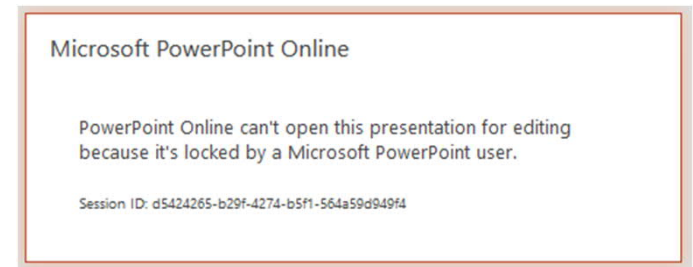 Microsoft PowerPoint Online
PowerPoint Online can't open this presentation for editing
because it's locked by a Microsoft PowerPoint user.
Session ID: d5424265-b29f-4274-b5f1-564a59d949f4